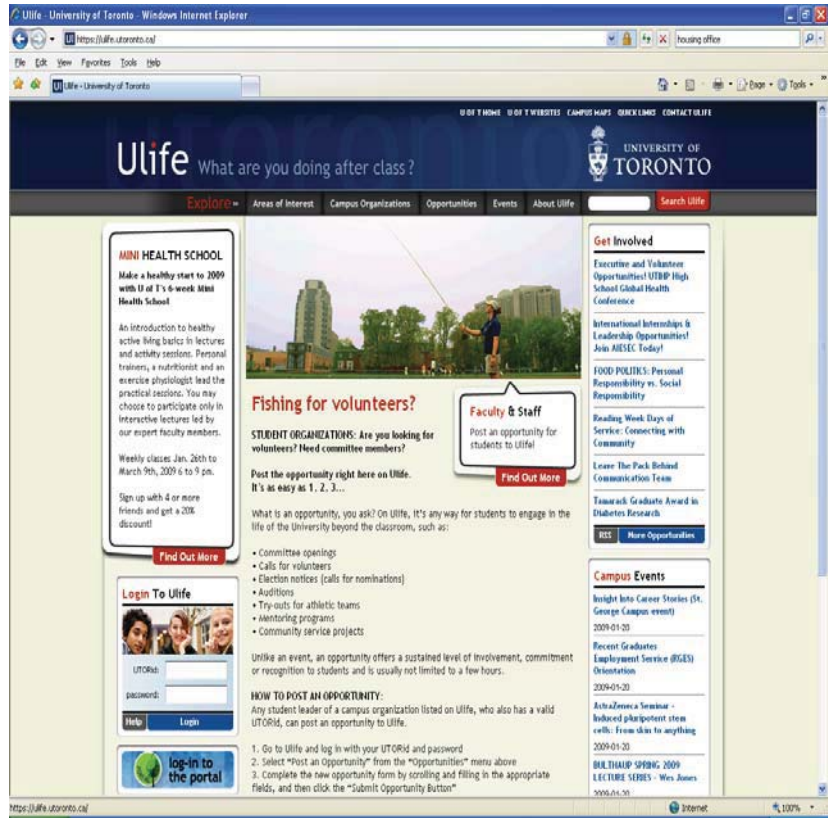 Ulife - University of Toronto - Windows Internet Explorer
https://ulife.utoronto.ca/
housing office
File Edit View Favorites Tools Help
Ulife - University of Toronto
Page Tools
U OF T HOME U OF T WEBSITES CAMPUS MAPS QUICK LINKS CONTACT ULIFE
Ulife What are you doing after class?
UNIVERSITY OF
TORONTO
Explore » Areas of Interest Campus Organizations Opportunities Events About Ulife Search Ulife
MINI HEALTH SCHOOL
Make a healthy start to 2009
with U of T's 6-week Mini
Health School
An introduction to healthy
active living basics in lectures
and activity sessions. Personal
trainers, a nutritionist and an
exercise physiologist lead the
practical sessions. You may
choose to participate only in
interactive lectures led by
our expert faculty members.
Weekly classes Jan. 26th to
March 9th, 2009 6 to 9 pm.
Sign up with 4 or more
friends and get a 20%
discount!
Find Out More
Login To Ulife
UTORid:
password:
Help Login
log-in to
the portal
Fishing for volunteers?
STUDENT ORGANIZATIONS: Are you looking for
volunteers? Need committee members?
Post the opportunity right here on Ulife.
It's as easy as 1, 2, 3...
Faculty & Staff
Post an opportunity for
students to Ulife!
Find Out More
What is an opportunity, you ask? On Ulife, it's any way for students to engage in the
life of the University beyond the classroom, such as:
• Committee openings
• Calls for volunteers
• Election notices (calls for nominations)
• Auditions
• Try-outs for athletic teams
• Mentoring programs
• Community service projects
Unlike an event, an opportunity offers a sustained level of involvement, commitment
or recognition to students and is usually not limited to a few hours.
HOW TO POST AN OPPORTUNITY:
Any student leader of a campus organization listed on Ulife, who also has a valid
UTORid, can post an opportunity to Ulife.
1. Go to Ulife and log in with your UTORid and password
2. Select "Post an Opportunity" from the "Opportunities" menu above
3. Complete the new opportunity form by scrolling and filling in the appropriate
fields, and then click the "Submit Opportunity Button"
Get Involved
Executive and Volunteer
Opportunities! UTIHP High
School Global Health
Conference
International Internships &
Leadership Opportunities!
Join AIESEC Today!
FOOD POLITICS: Personal
Responsibility vs. Social
Responsibility
Reading Week Days of
Service: Connecting with
Community
Leave The Pack Behind
Communication Team
Tamarack Graduate Award in
Diabetes Research
RSS More Opportunities
Campus Events
Insight Into Career Stories (St.
George Campus event)
2009-01-20
Recent Graduates
Employment Service (RGES)
Orientation
2009-01-20
AstraZeneca Seminar -
Induced pluripotent stem
cells: From skin to anything
2009-01-20
BULTHAUP SPRING 2009
LECTURE SERIES - Wes Jones
2009-01-20
https://ulife.utoronto.ca/
Internet
100%